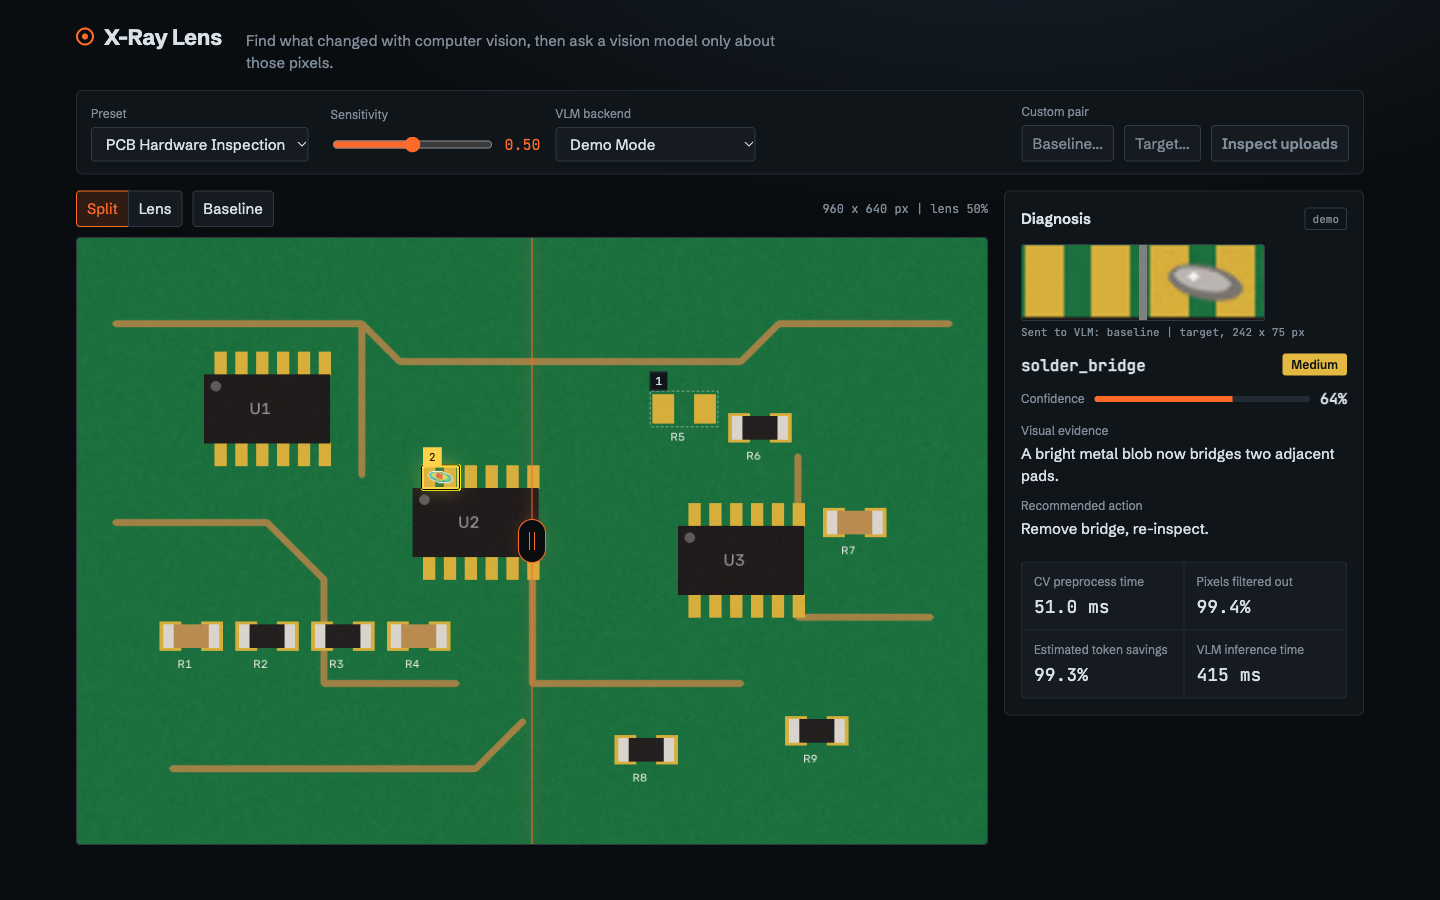 X-Ray Lens
Find what changed with computer vision, then ask a vision model only about
those pixels.
Preset
Sensitivity
VLM backend
Custom pair
PCB Hardware Inspection
0.50
Demo Mode
Baseline...
Target...
Inspect uploads
Split
Lens
Baseline
960 x 640 px | lens 50%
U1
1
R5
R6
2
U2
U3
R7
R1
R2
R3
R4
R8
R9
Diagnosis
demo
Sent to VLM: baseline | target, 242 x 75 px
solder_bridge
Medium
Confidence
64%
Visual evidence
A bright metal blob now bridges two adjacent
pads.
Recommended action
Remove bridge, re-inspect.
CV preprocess time
Pixels filtered out
51.0 ms
99.4%
Estimated token savings
VLM inference time
99.3%
415 ms